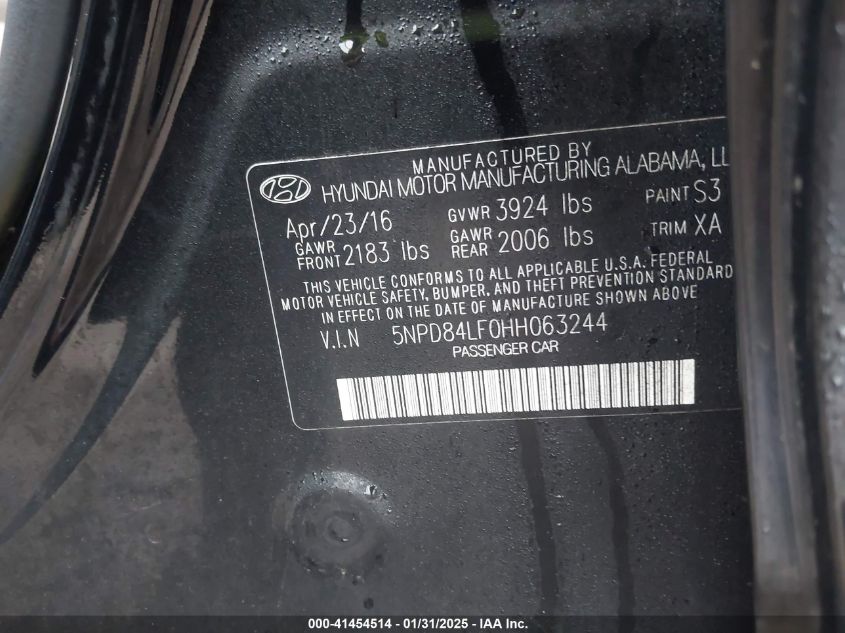 MANUFACTURED BY
HYUNDAI MOTOR MANUFACTURING ALABAMA, LL
Apr/23/16 GVWR 3924 lbs PAINT S3
GAWR FRONT 2183 lbs GAWR REAR 2006 lbs TRIM XA
THIS VEHICLE CONFORMS TO ALL APPLICABLE U.S.A. FEDERAL
MOTOR VEHICLE SAFETY, BUMPER, AND THEFT PREVENTION STANDARD
IN EFFECT ON THE DATE OF MANUFACTURE SHOWN ABOVE.
V.I.N 5NPD84LF0HH063244
PASSENGER CAR
000-41454514 - 01/31/2025 - IAA Inc.